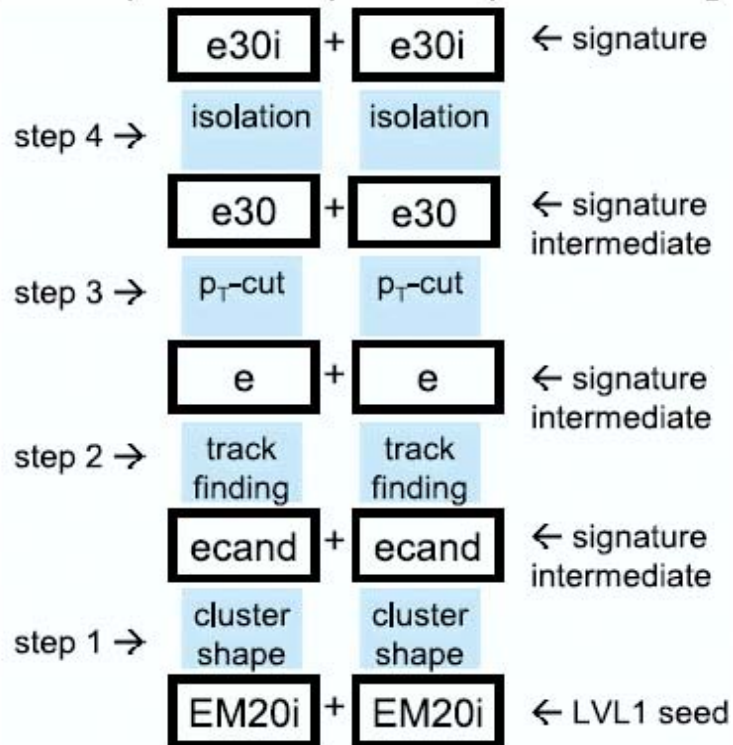 e30i + e30i ← signature
step 4 → isolation isolation
e30 + e30 ← signature
intermediate
step 3 → pT-cut pT-cut
e + e ← signature
intermediate
step 2 → track track
finding finding
ecand + ecand ← signature
intermediate
step 1 → cluster cluster
shape shape
EM20i + EM20i ← LVL1 seed